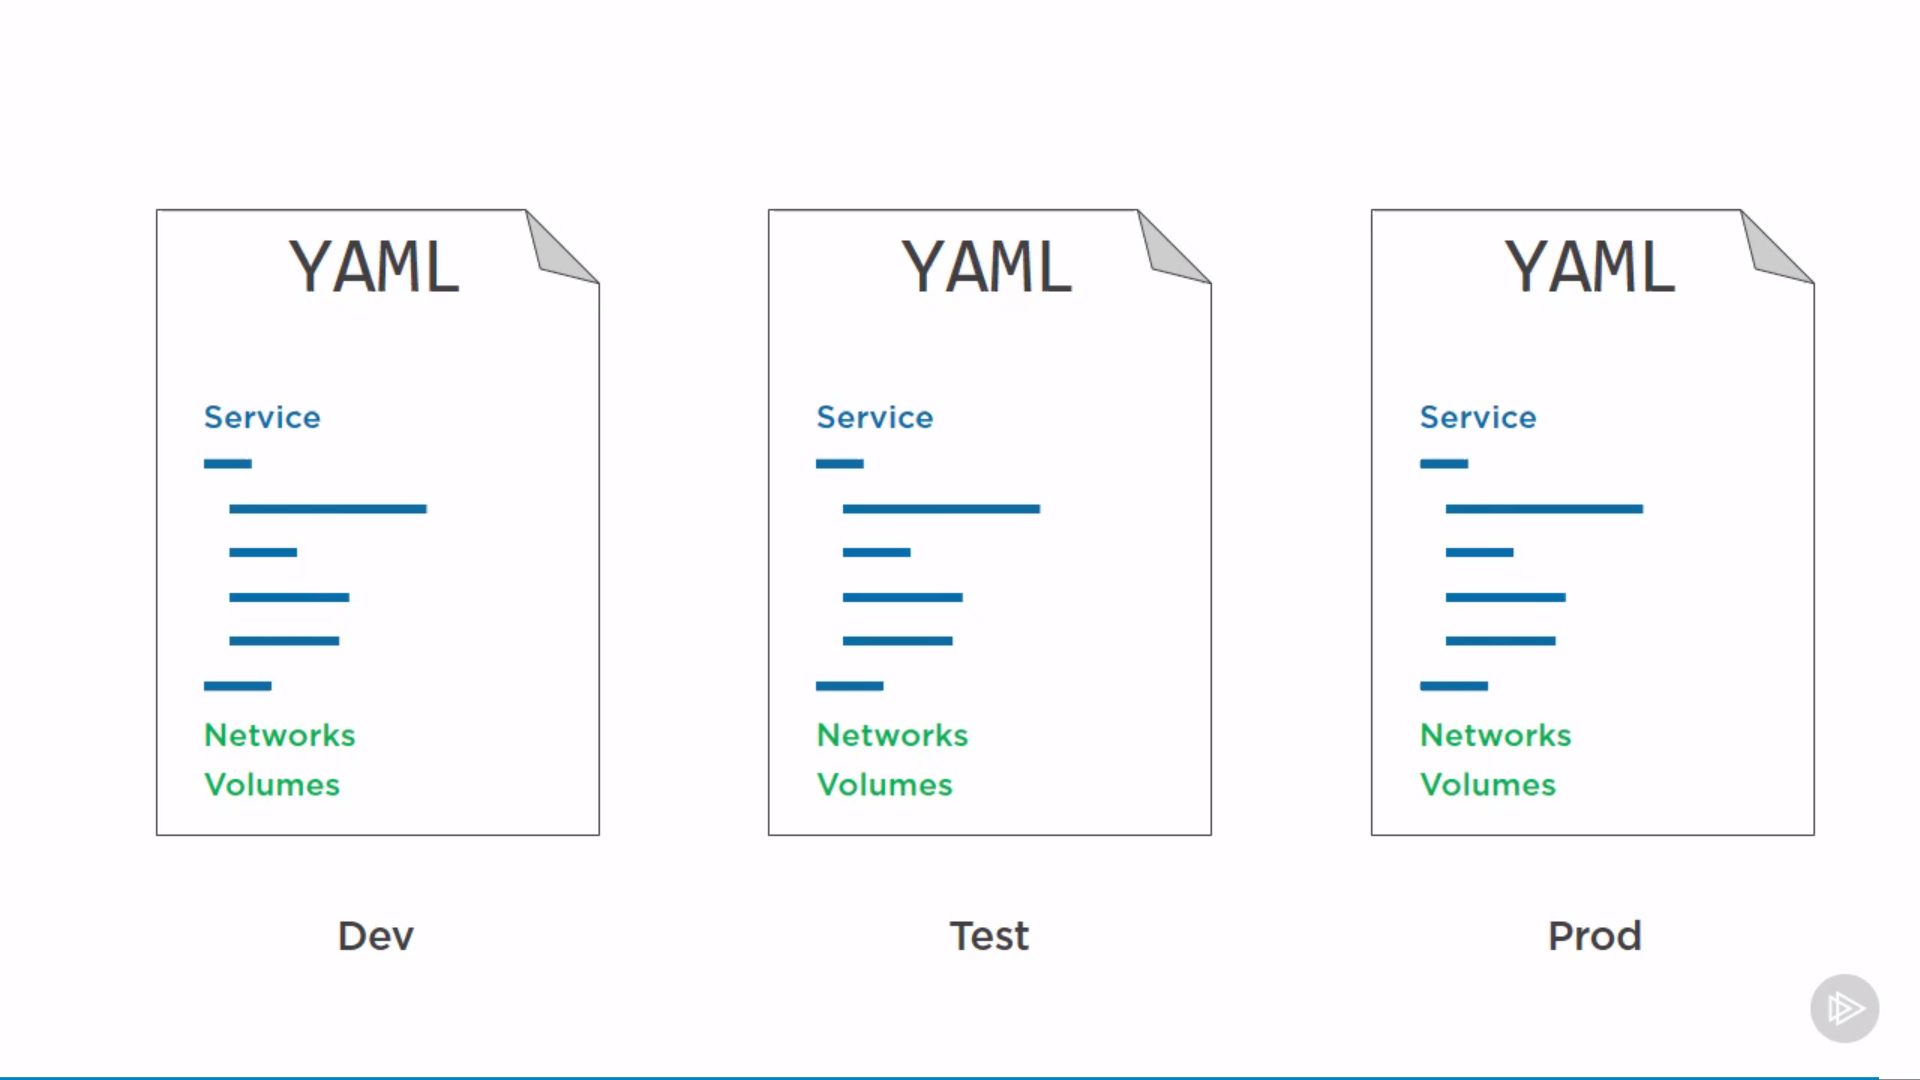 YAML
Service
Networks
Volumes
Dev
YAML
Service
Networks
Volumes
Test
YAML
Service
Networks
Volumes
Prod